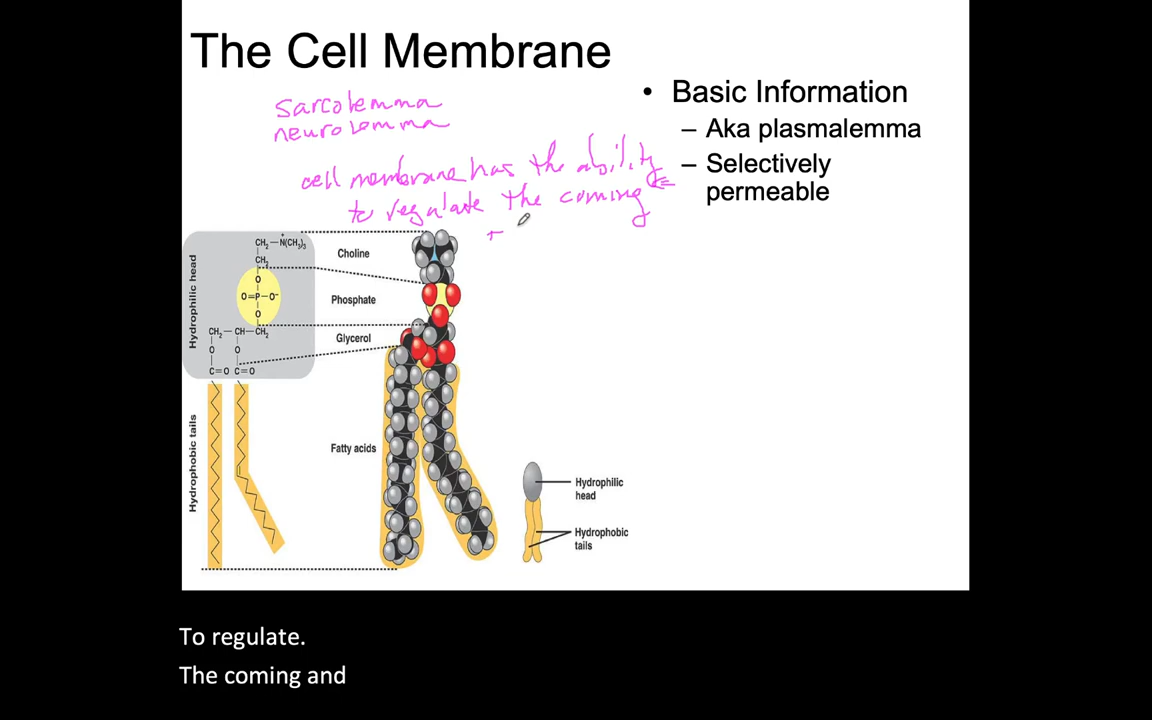 The Cell Membrane
sarcolemma
neurolemma
cell membrane has the ability
to regulate the coming
+
• Basic Information
– Aka plasmalemma
– Selectively
permeable
Hydrophilic head
CH₂—N(CH₃)₃
+
CH₂
O
O=P—O⁻
O
CH₂—CH—CH₂
O O
C=O C=O
Hydrophobic tails
Choline
Phosphate
Glycerol
Fatty acids
Hydrophilic
head
Hydrophobic
tails
To regulate.
The coming and